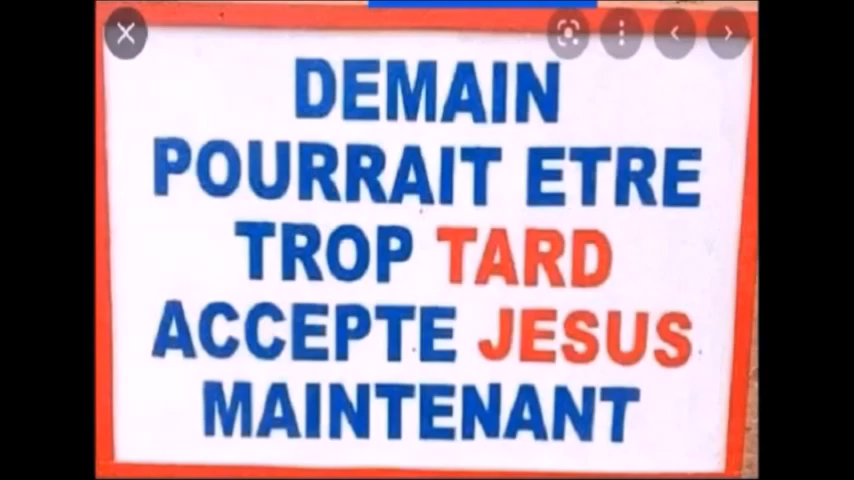 DEMAIN
POURRAIT ETRE
TROP TARD
ACCEPTE JESUS
MAINTENANT